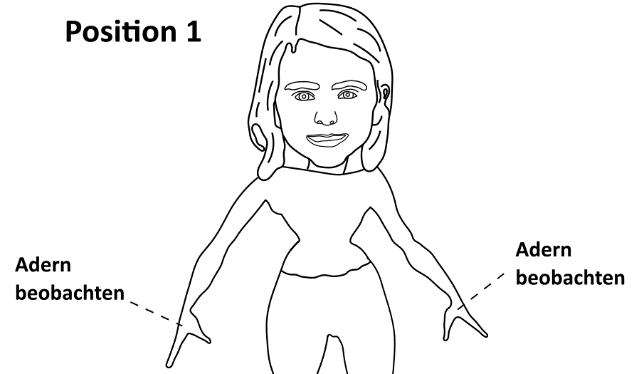 Position 1
Adern
beobachten
Adern
beobachten